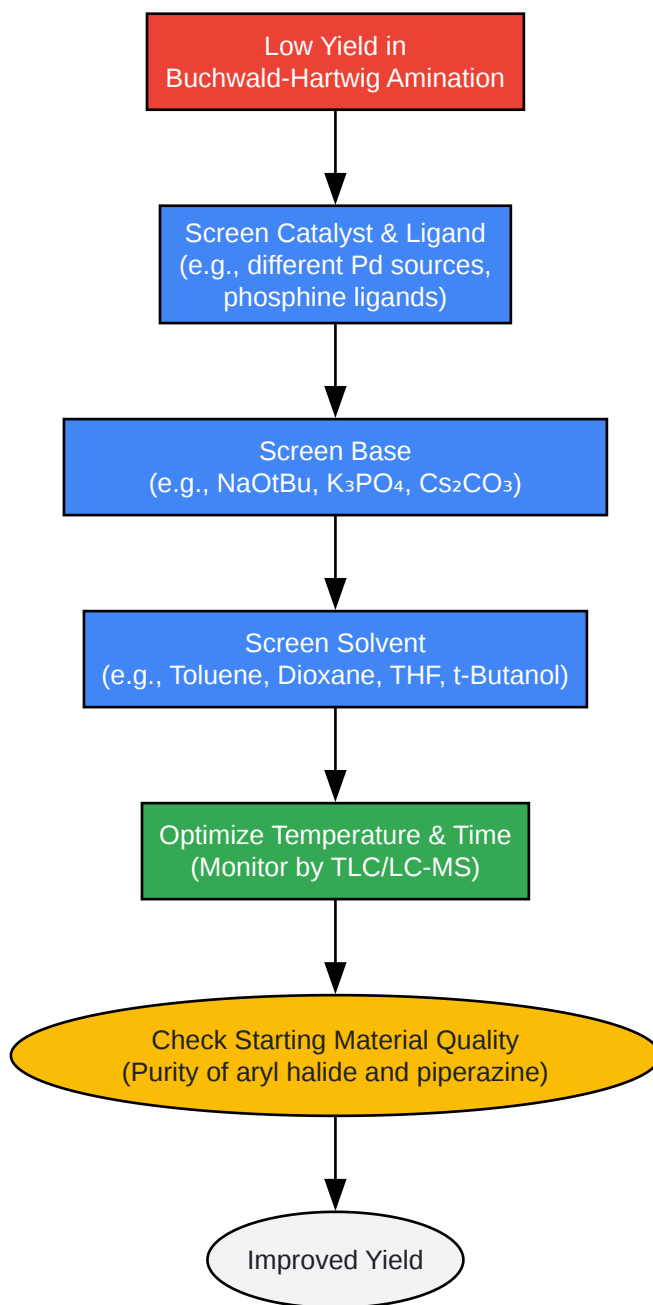 Low Yield in
Buchwald-Hartwig Amination
Screen Catalyst & Ligand
(e.g., different Pd sources,
phosphine ligands)
Screen Base
(e.g., NaOtBu, K₃PO₄, Cs₂CO₃)
Screen Solvent
(e.g., Toluene, Dioxane, THF, t-Butanol)
Optimize Temperature & Time
(Monitor by TLC/LC-MS)
Check Starting Material Quality
(Purity of aryl halide and piperazine)
Improved Yield